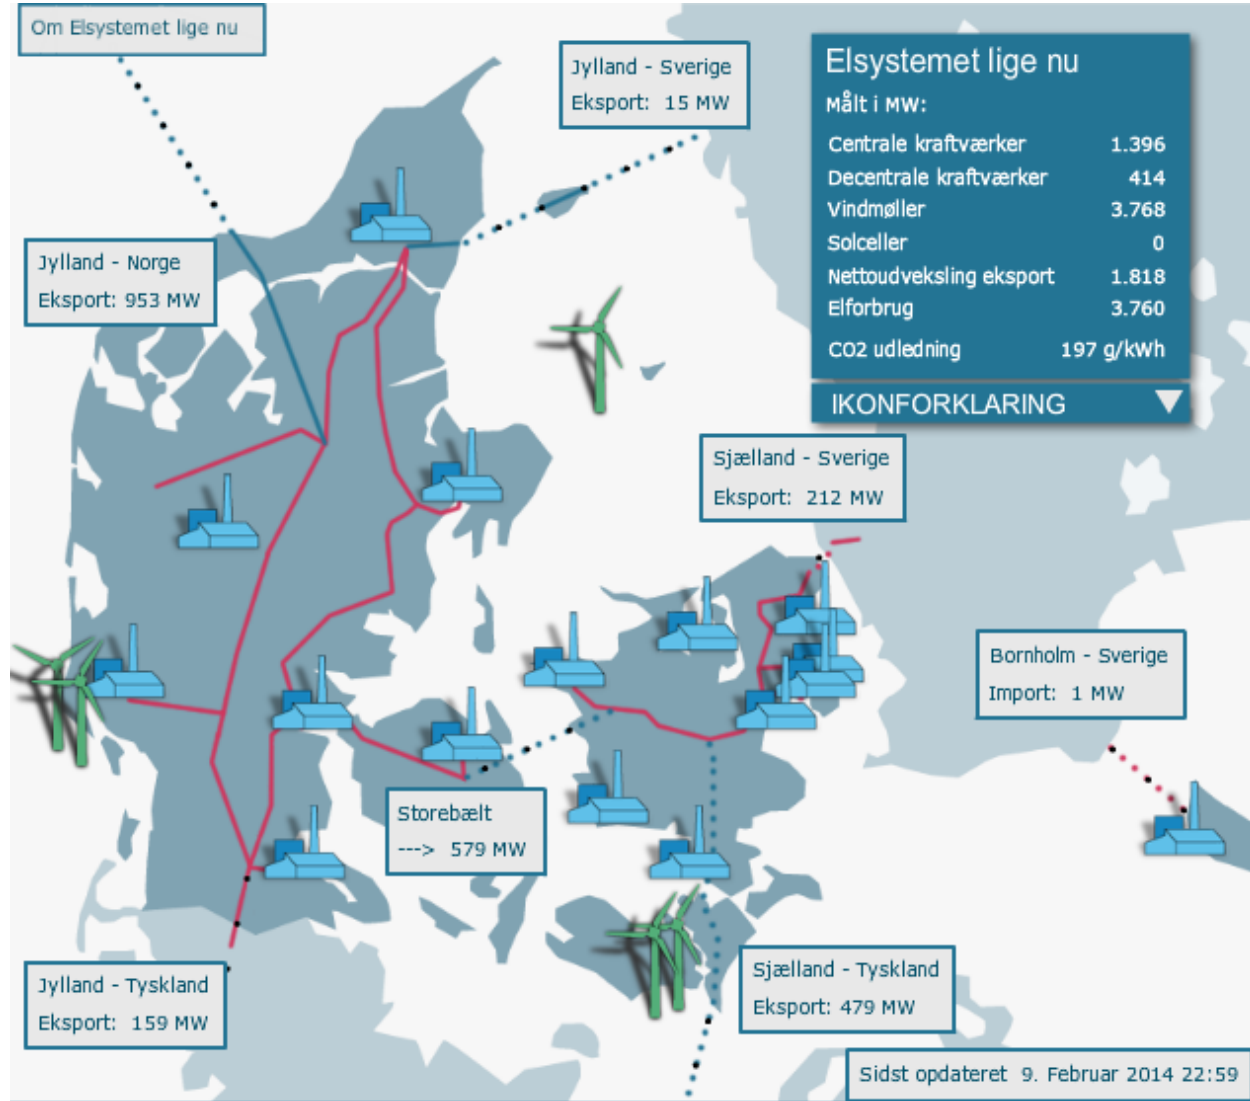 Om Elsystemet lige nu
Jylland - Sverige
Eksport: 15 MW
Elsystemet lige nu
Målt i MW:
Centrale kraftværker 1.396
Decentrale kraftværker 414
Vindmøller 3.768
Solceller 0
Nettoudveksling eksport 1.818
Elforbrug 3.760
CO2 udledning 197 g/kWh
IKONFORKLARING
Jylland - Norge
Eksport: 953 MW
Sjælland - Sverige
Eksport: 212 MW
Bornholm - Sverige
Import: 1 MW
Storebælt
---> 579 MW
Jylland - Tyskland
Eksport: 159 MW
Sjælland - Tyskland
Eksport: 479 MW
Sidst opdateret 9. Februar 2014 22:59